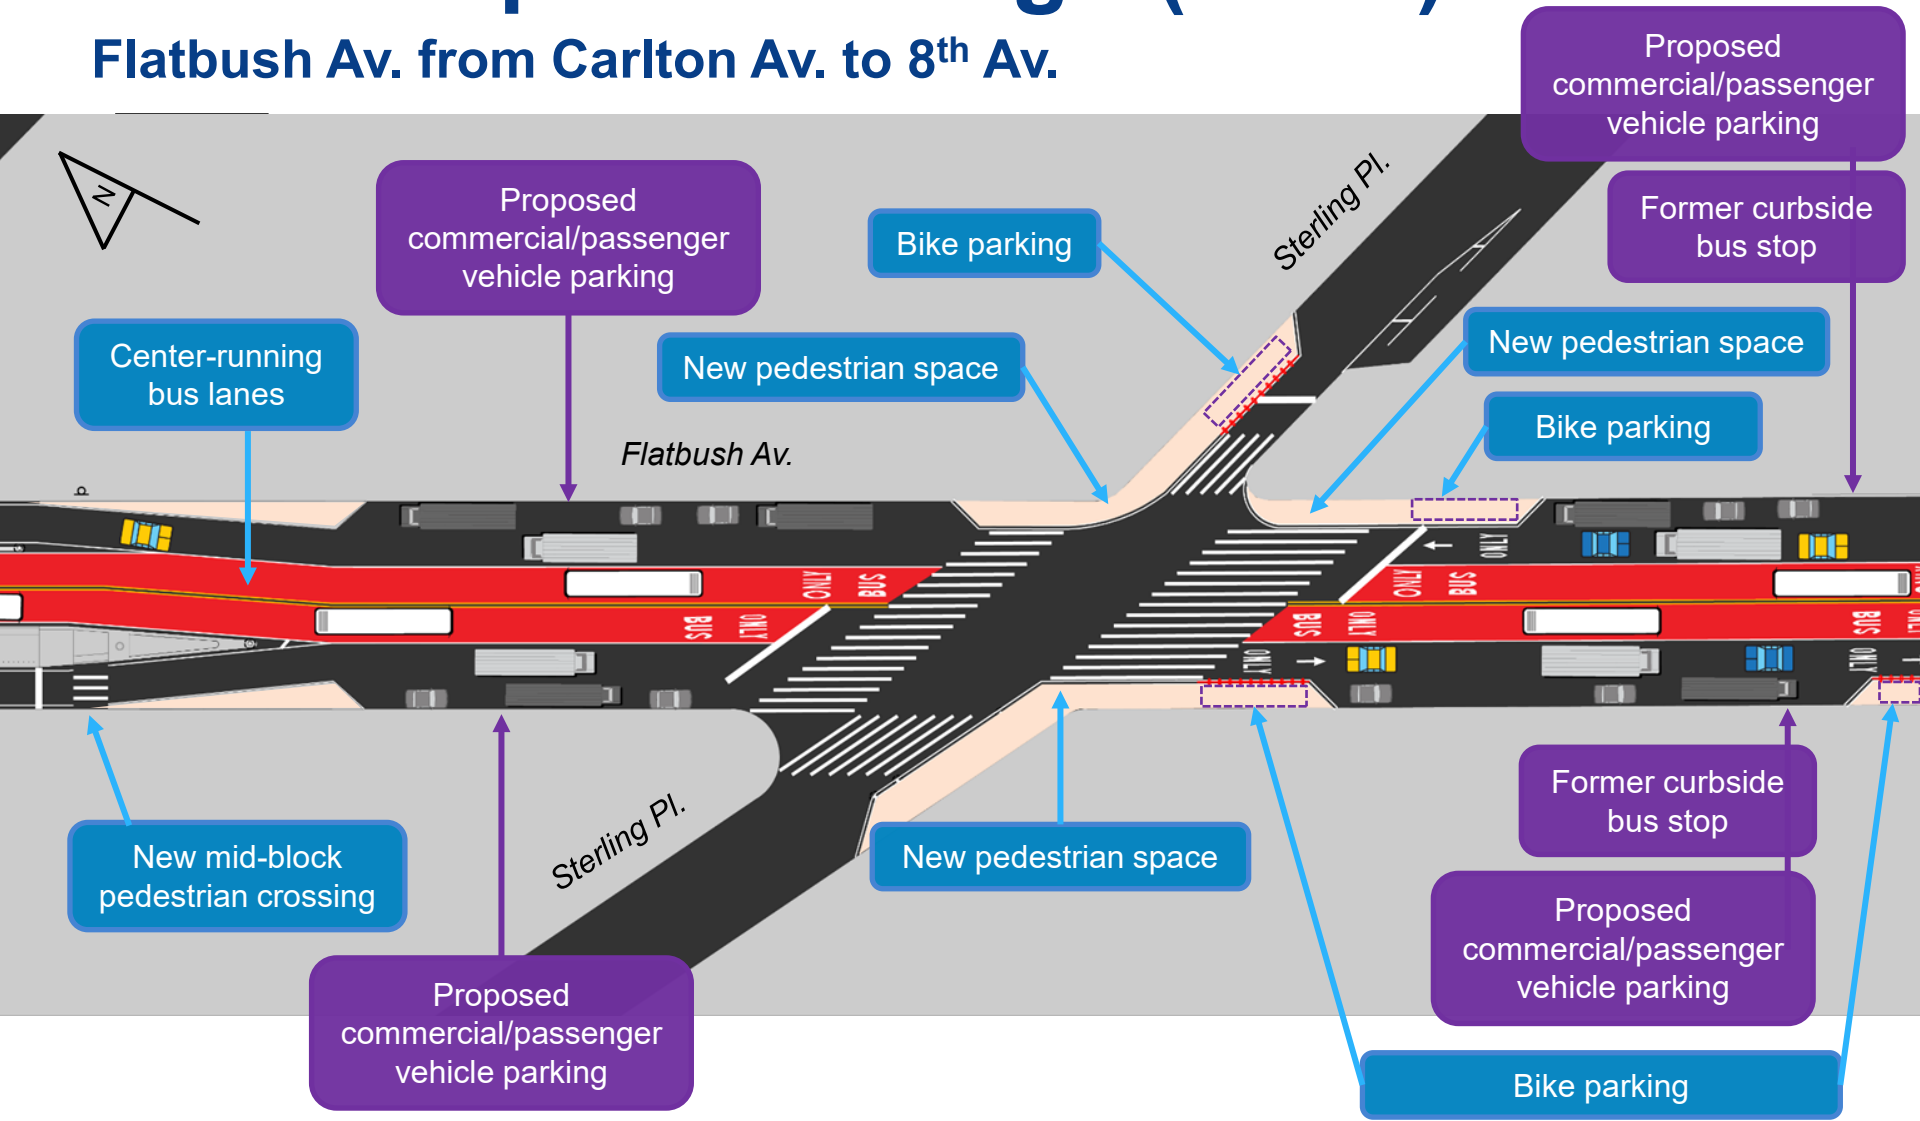 Flatbush Av. from Carlton Av. to 8th Av.
Proposed
commercial/passenger
vehicle parking
Former curbside
bus stop
N
Proposed
commercial/passenger
vehicle parking
Bike parking
Sterling Pl.
New pedestrian space
New pedestrian space
Center-running
bus lanes
Bike parking
Flatbush Av.
ONLY
ONLY
BUS
ONLY
BUS
BUS
ONLY
BUS
ONLY
BUS
ONLY
ONLY
ONLY
New mid-block
pedestrian crossing
Sterling Pl.
New pedestrian space
Former curbside
bus stop
Proposed
commercial/passenger
vehicle parking
Proposed
commercial/passenger
vehicle parking
Bike parking